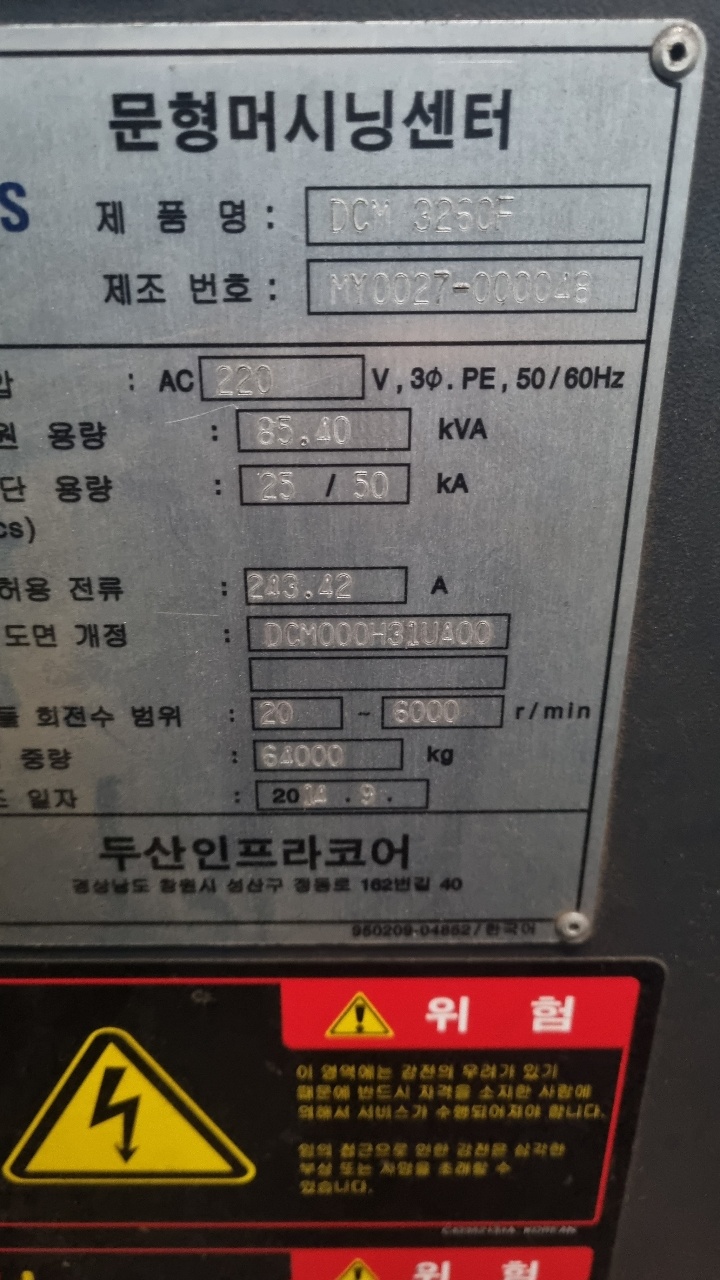 문형머시닝센터
S 제 품 명 : DCM 3250F
제조 번호 : MY0027-000048
압 : AC 220 V , 3Φ . PE , 50 / 60Hz
원 용량 : 85.40 kVA
단 용량 : 25 / 50 kA
cs)
허용 전류 : 243.42 A
도면 개정 : DCM000H31UA00
들 회전수 범위 : 20 ~ 6000 r/min
중량 : 64000 kg
조 일자 : 2014 . 9 .
두산인프라코어
경상남도 창원시 성산구 정동로 162번길 40
950209-04852 / 한국어
위 험
이 영역에는 감전의 우려가 있기
때문에 반드시 자격을 소지한 사람에
의해서 서비스가 수행되어져야 합니다.
임의 접근으로 인한 감전은 심각한
부상 또는 사망을 초래할 수
있습니다.
위 험